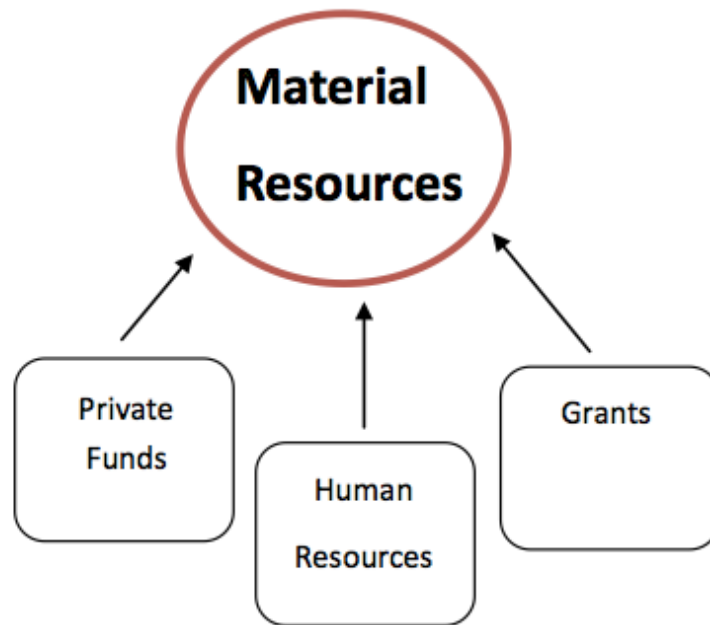 Material
Resources
Private
Funds
Human
Resources
Grants